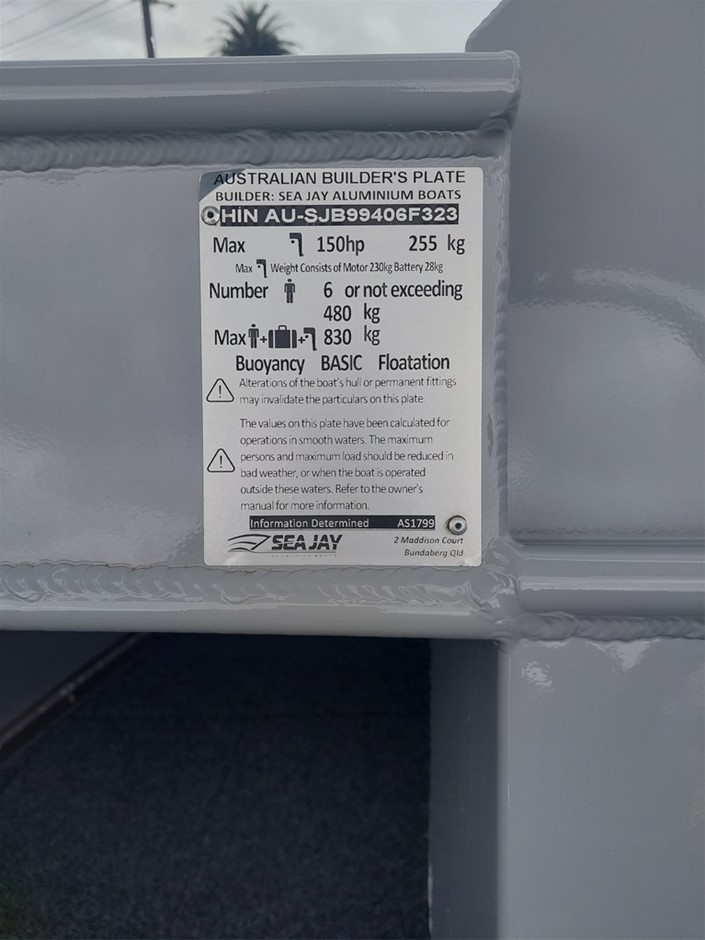 AUSTRALIAN BUILDER'S PLATE
BUILDER: SEA JAY ALUMINIUM BOATS
HIN AU-SJB99406F323
Max 150hp 255 kg
Max Weight Consists of Motor 230kg Battery 28kg
Number 6 or not exceeding
480 kg
Max + + 830 kg
Buoyancy BASIC Floatation
Alterations of the boat's hull or permanent fittings
may invalidate the particulars on this plate.
The values on this plate have been calculated for
operations in smooth waters. The maximum
persons and maximum load should be reduced in
bad weather, or when the boat is operated
outside these waters. Refer to the owner's
manual for more information.
Information Determined AS1799
SEA JAY
2 Maddison Court
Bundaberg Qld